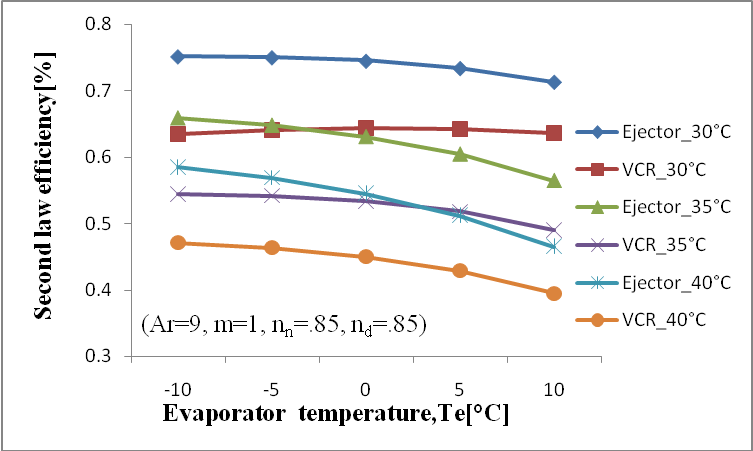 Second law efficiency[%]
0.8
0.7
0.6
0.5
0.4
0.3
(Ar=9, m=1, nn=.85, nd=.85)
-10 -5 0 5 10
Evaporator temperature,Te[°C]
Ejector_30°C
VCR_30°C
Ejector_35°C
VCR_35°C
Ejector_40°C
VCR_40°C